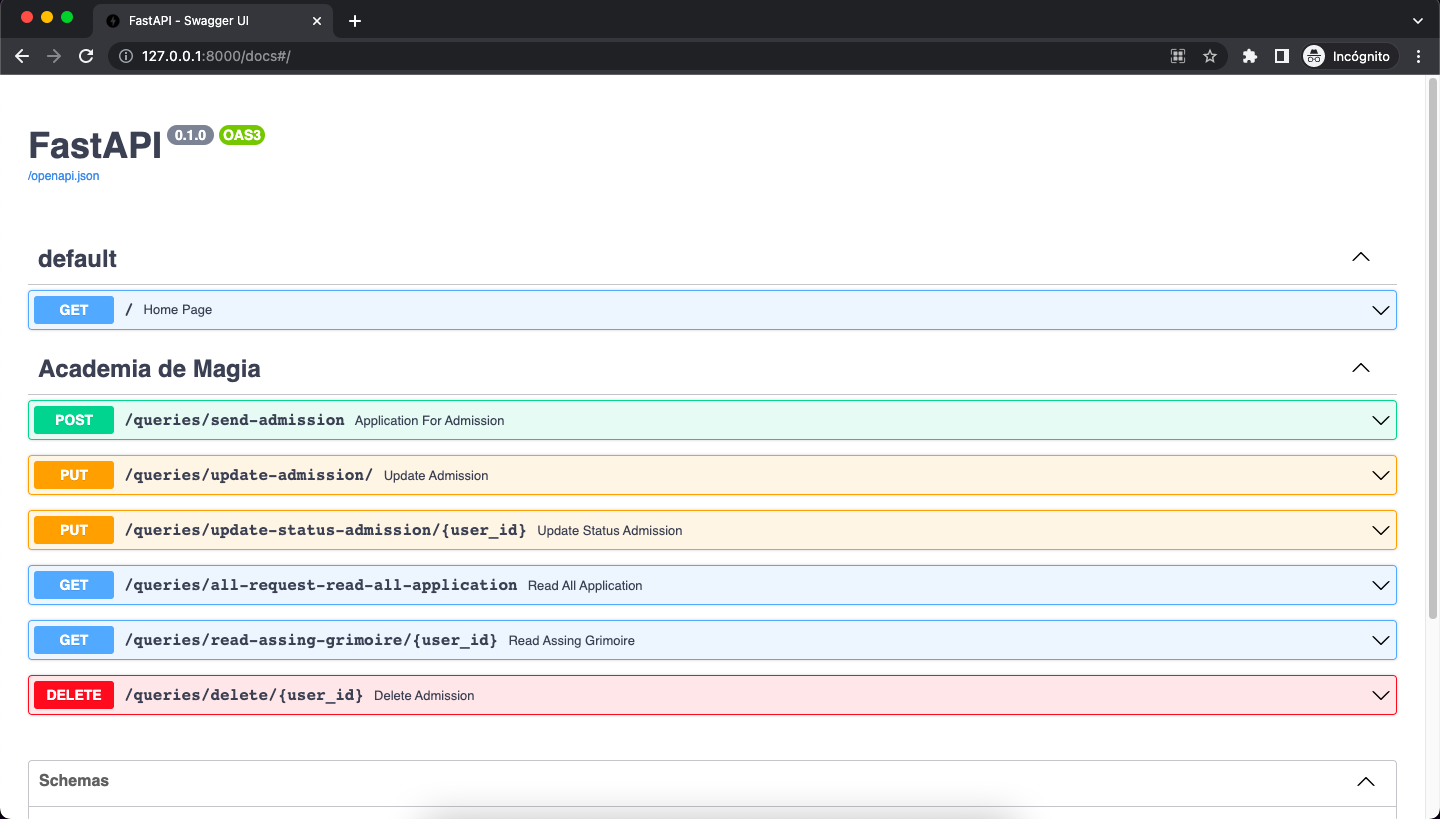 FastAPI - Swagger UI
127.0.0.1:8000/docs#/
Incógnito
FastAPI 0.1.0 OAS3
/openapi.json
default
GET / Home Page
Academia de Magia
POST /queries/send-admission Application For Admission
PUT /queries/update-admission/ Update Admission
PUT /queries/update-status-admission/{user_id} Update Status Admission
GET /queries/all-request-read-all-application Read All Application
GET /queries/read-assing-grimoire/{user_id} Read Assing Grimoire
DELETE /queries/delete/{user_id} Delete Admission
Schemas